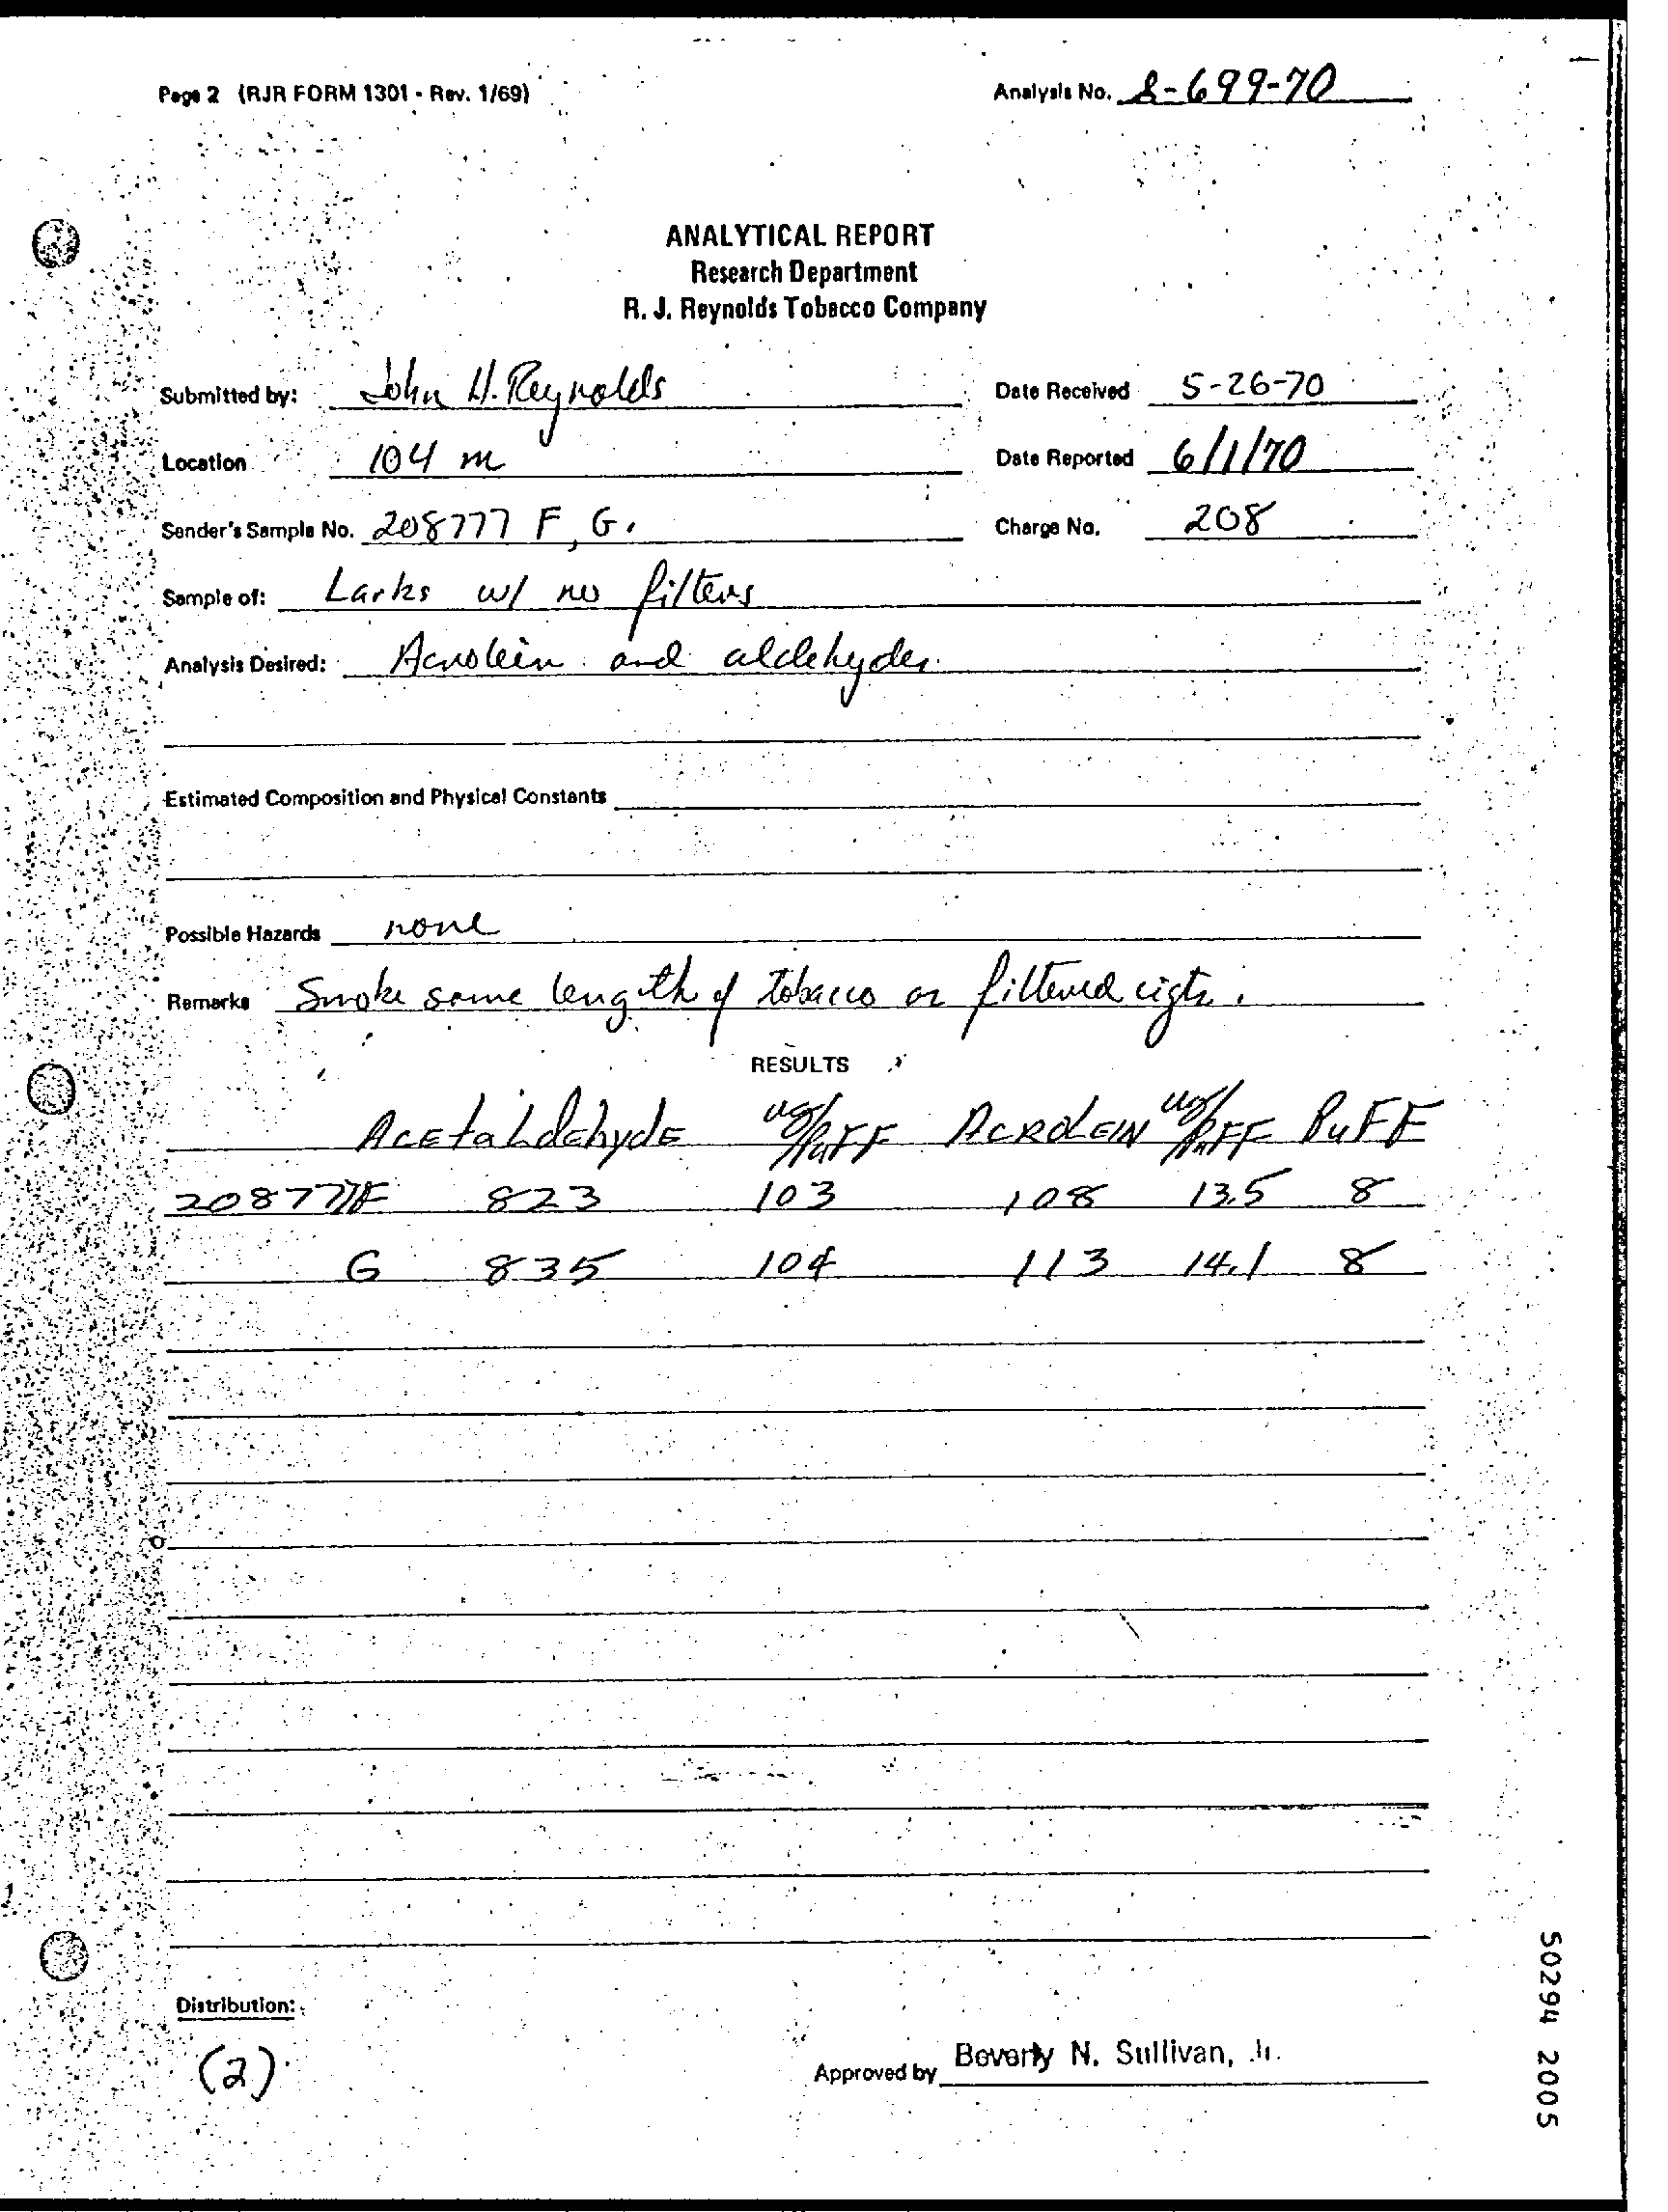 Page 2 (RJR FORM 1301 - Rev. 1/69)
Analysis No. 2-699-70
ANALYTICAL REPORT
Research Department
R. J. Reynolds Tobacco Company
Submitted by: John H. Reynolds
Date Received 5-26-70
Location 104 m
Date Reported 6/1/70
Sender's Sample No. 208777 F, G.
Charge No. 208
Sample of: Larks w/ no filters
Analysis Desired: Acrolein and aldehydes
Estimated Composition and Physical Constants
Possible Hazards none
Remarks Smoke same length of tobacco as filtered cigts.
RESULTS
Acetaldehyde ug/Puff Acrolein ug/Puff Puff
208777F 823 103 108 13.5 8
G 835 104 113 14.1 8
Distribution:
(2)
Approved by Beverly N. Sullivan, Jr.
50294 2005